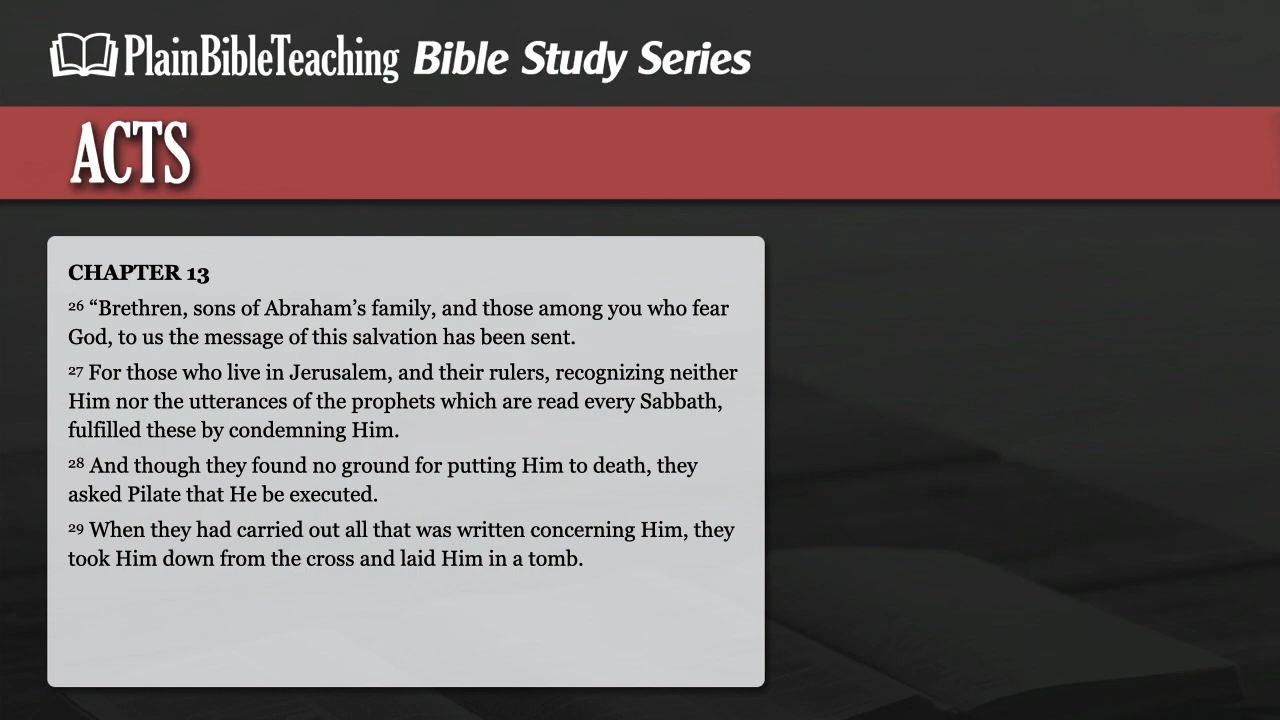 PlainBibleTeaching Bible Study Series
ACTS
CHAPTER 13
26 “Brethren, sons of Abraham’s family, and those among you who fear
God, to us the message of this salvation has been sent.
27 For those who live in Jerusalem, and their rulers, recognizing neither
Him nor the utterances of the prophets which are read every Sabbath,
fulfilled these by condemning Him.
28 And though they found no ground for putting Him to death, they
asked Pilate that He be executed.
29 When they had carried out all that was written concerning Him, they
took Him down from the cross and laid Him in a tomb.